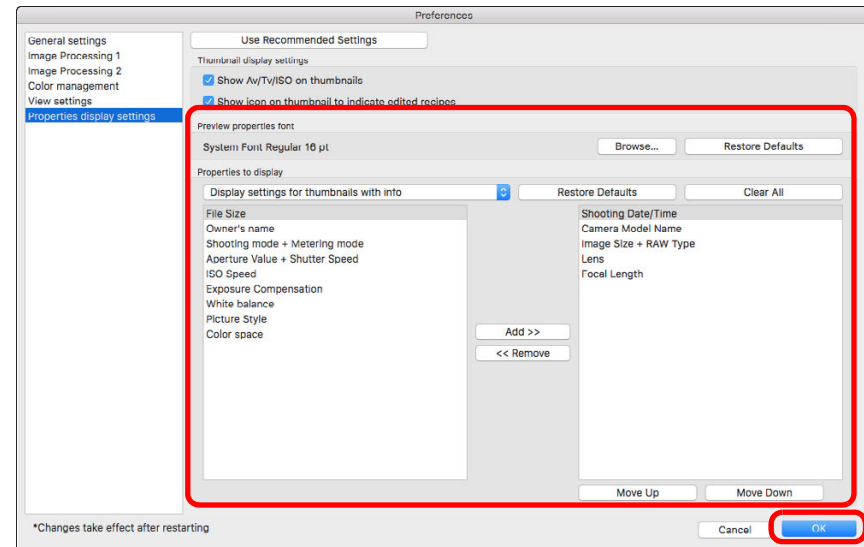 Preferences
General settings
Image Processing 1
Image Processing 2
Color management
View settings
Properties display settings
Use Recommended Settings
Thumbnail display settings
Show Av/Tv/ISO on thumbnails
Show icon on thumbnail to indicate edited recipes
Preview properties font
System Font Regular 16 pt
Browse...
Restore Defaults
Properties to display
Display settings for thumbnails with info
Restore Defaults
Clear All
File Size
Owner's name
Shooting mode + Metering mode
Aperture Value + Shutter Speed
ISO Speed
Exposure Compensation
White balance
Picture Style
Color space
Add >>
<< Remove
Shooting Date/Time
Camera Model Name
Image Size + RAW Type
Lens
Focal Length
Move Up
Move Down
*Changes take effect after restarting
Cancel
OK